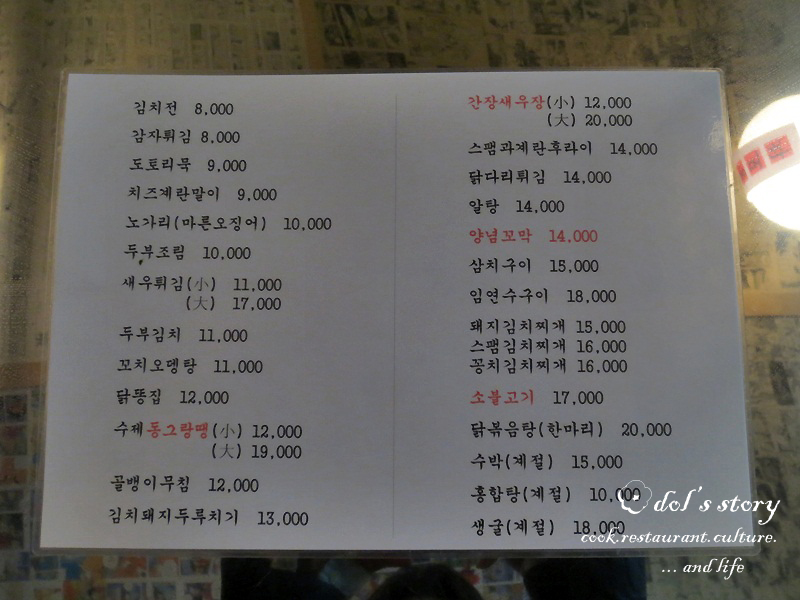 김치전 8,000
감자튀김 8,000
도토리묵 9,000
치즈계란말이 9,000
노가리(마른오징어) 10,000
두부조림 10,000
새우튀김(小) 11,000
(大) 17,000
두부김치 11,000
꼬치오뎅탕 11,000
닭똥집 12,000
수제동그랑땡(小) 12,000
(大) 19,000
골뱅이무침 12,000
김치돼지두루치기 13,000
간장새우장(小) 12,000
(大) 20,000
스팸과계란후라이 14,000
닭다리튀김 14,000
알탕 14,000
양념꼬막 14,000
삼치구이 15,000
임연수구이 18,000
돼지김치찌개 15,000
스팸김치찌개 16,000
꽁치김치찌개 16,000
소불고기 17,000
닭볶음탕(한마리) 20,000
수박(계절) 15,000
홍합탕(계절) 10,000
생굴(계절) 18,000
dol's story
cook.restaurant.culture.
... and life